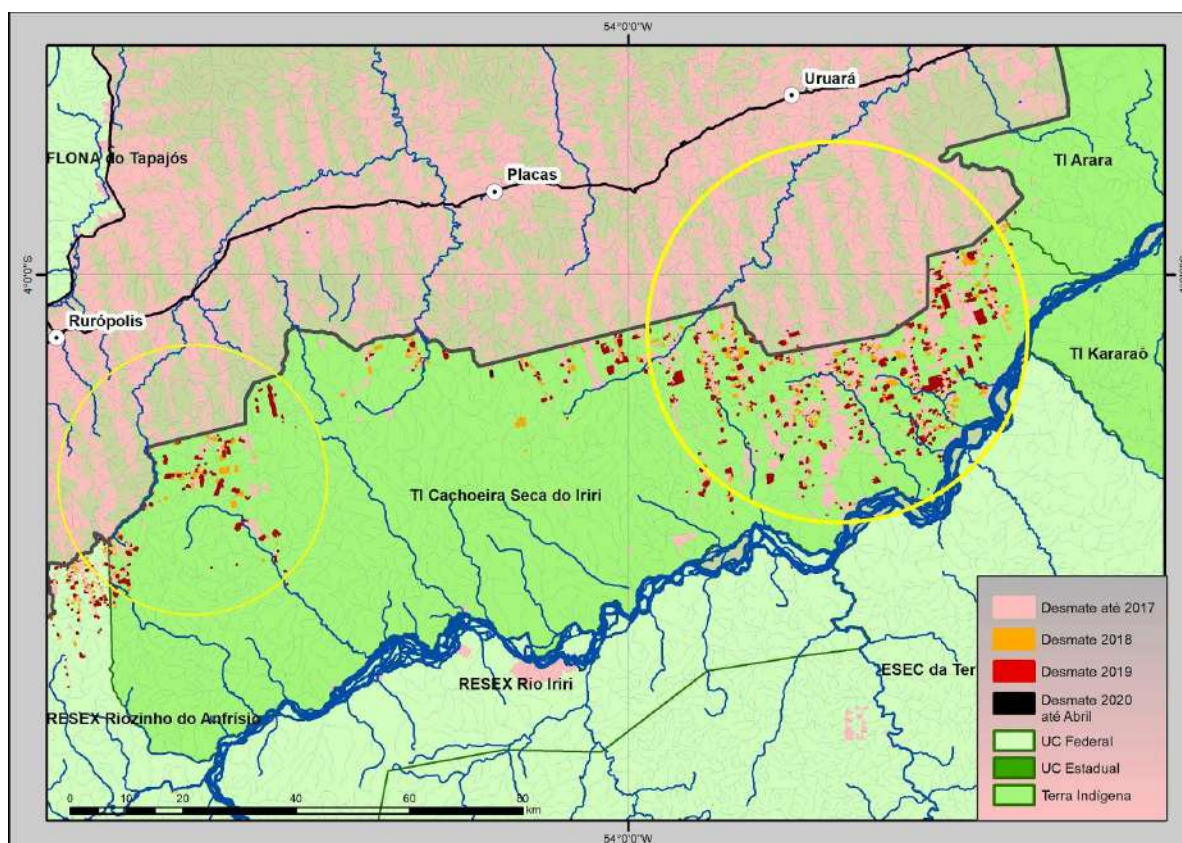 54°0'0"W
Uruará
FLONA do Tapajós
TI Arara
Placas
4°0'0"S
Rurópolis
TI Kararaô
TI Cachoeira Seca do Iriri
Desmate até 2017
Desmate 2018
RESEX Rio Iriri
ESEC da Ter
Desmate 2019
Desmate 2020
até Abril
RESEX Riozinho do Anfrísio
UC Federal
UC Estadual
Terra Indígena
0 10 20 40 60 80
km
54°0'0"W